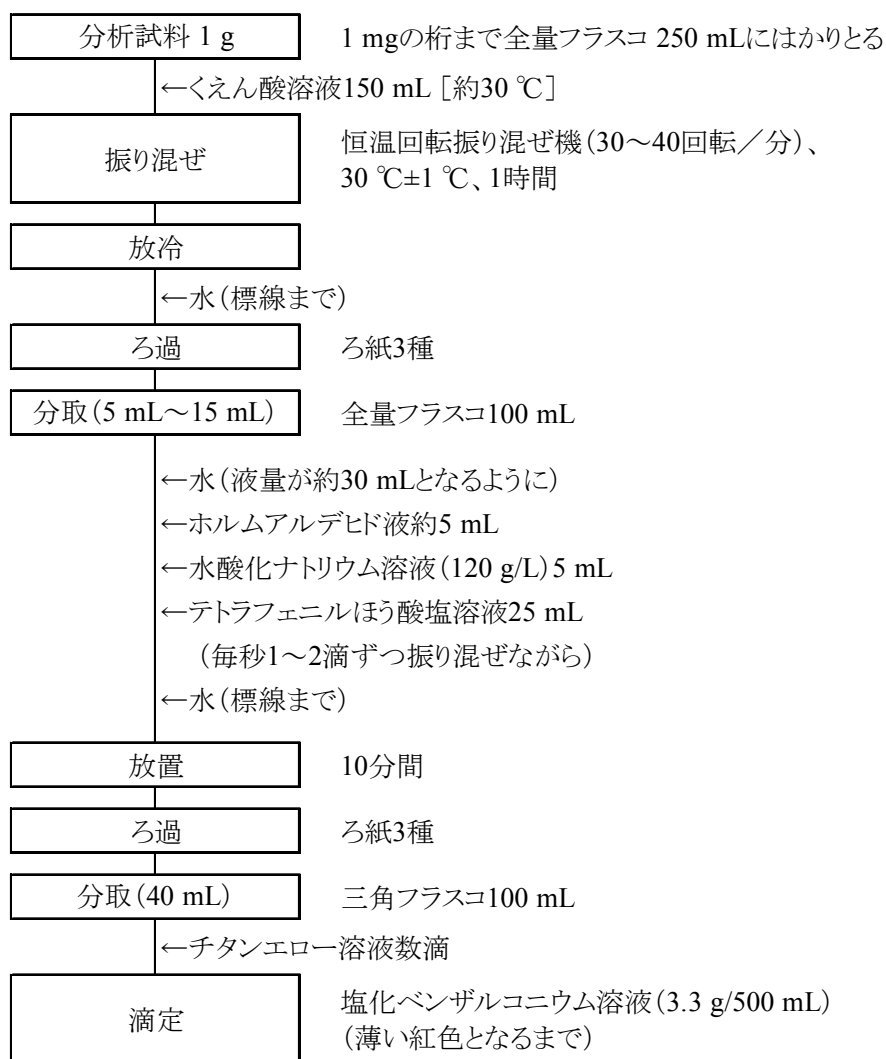 分析試料 1 g
1 mgの桁まで全量フラスコ 250 mLにはかりとる
←くえん酸溶液150 mL ［約30 ℃］
振り混ぜ
恒温回転振り混ぜ機（30～40回転／分）、
30 ℃±1 ℃、1時間
放冷
←水（標線まで）
ろ過
ろ紙3種
分取（5 mL～15 mL）
全量フラスコ100 mL
←水（液量が約30 mLとなるように）
←ホルムアルデヒド液約5 mL
←水酸化ナトリウム溶液（120 g/L）5 mL
←テトラフェニルほう酸塩溶液25 mL
（毎秒1～2滴ずつ振り混ぜながら）
←水（標線まで）
放置
10分間
ろ過
ろ紙3種
分取（40 mL）
三角フラスコ100 mL
←チタンエロー溶液数滴
滴定
塩化ベンザルコニウム溶液（3.3 g/500 mL）
（薄い紅色となるまで）